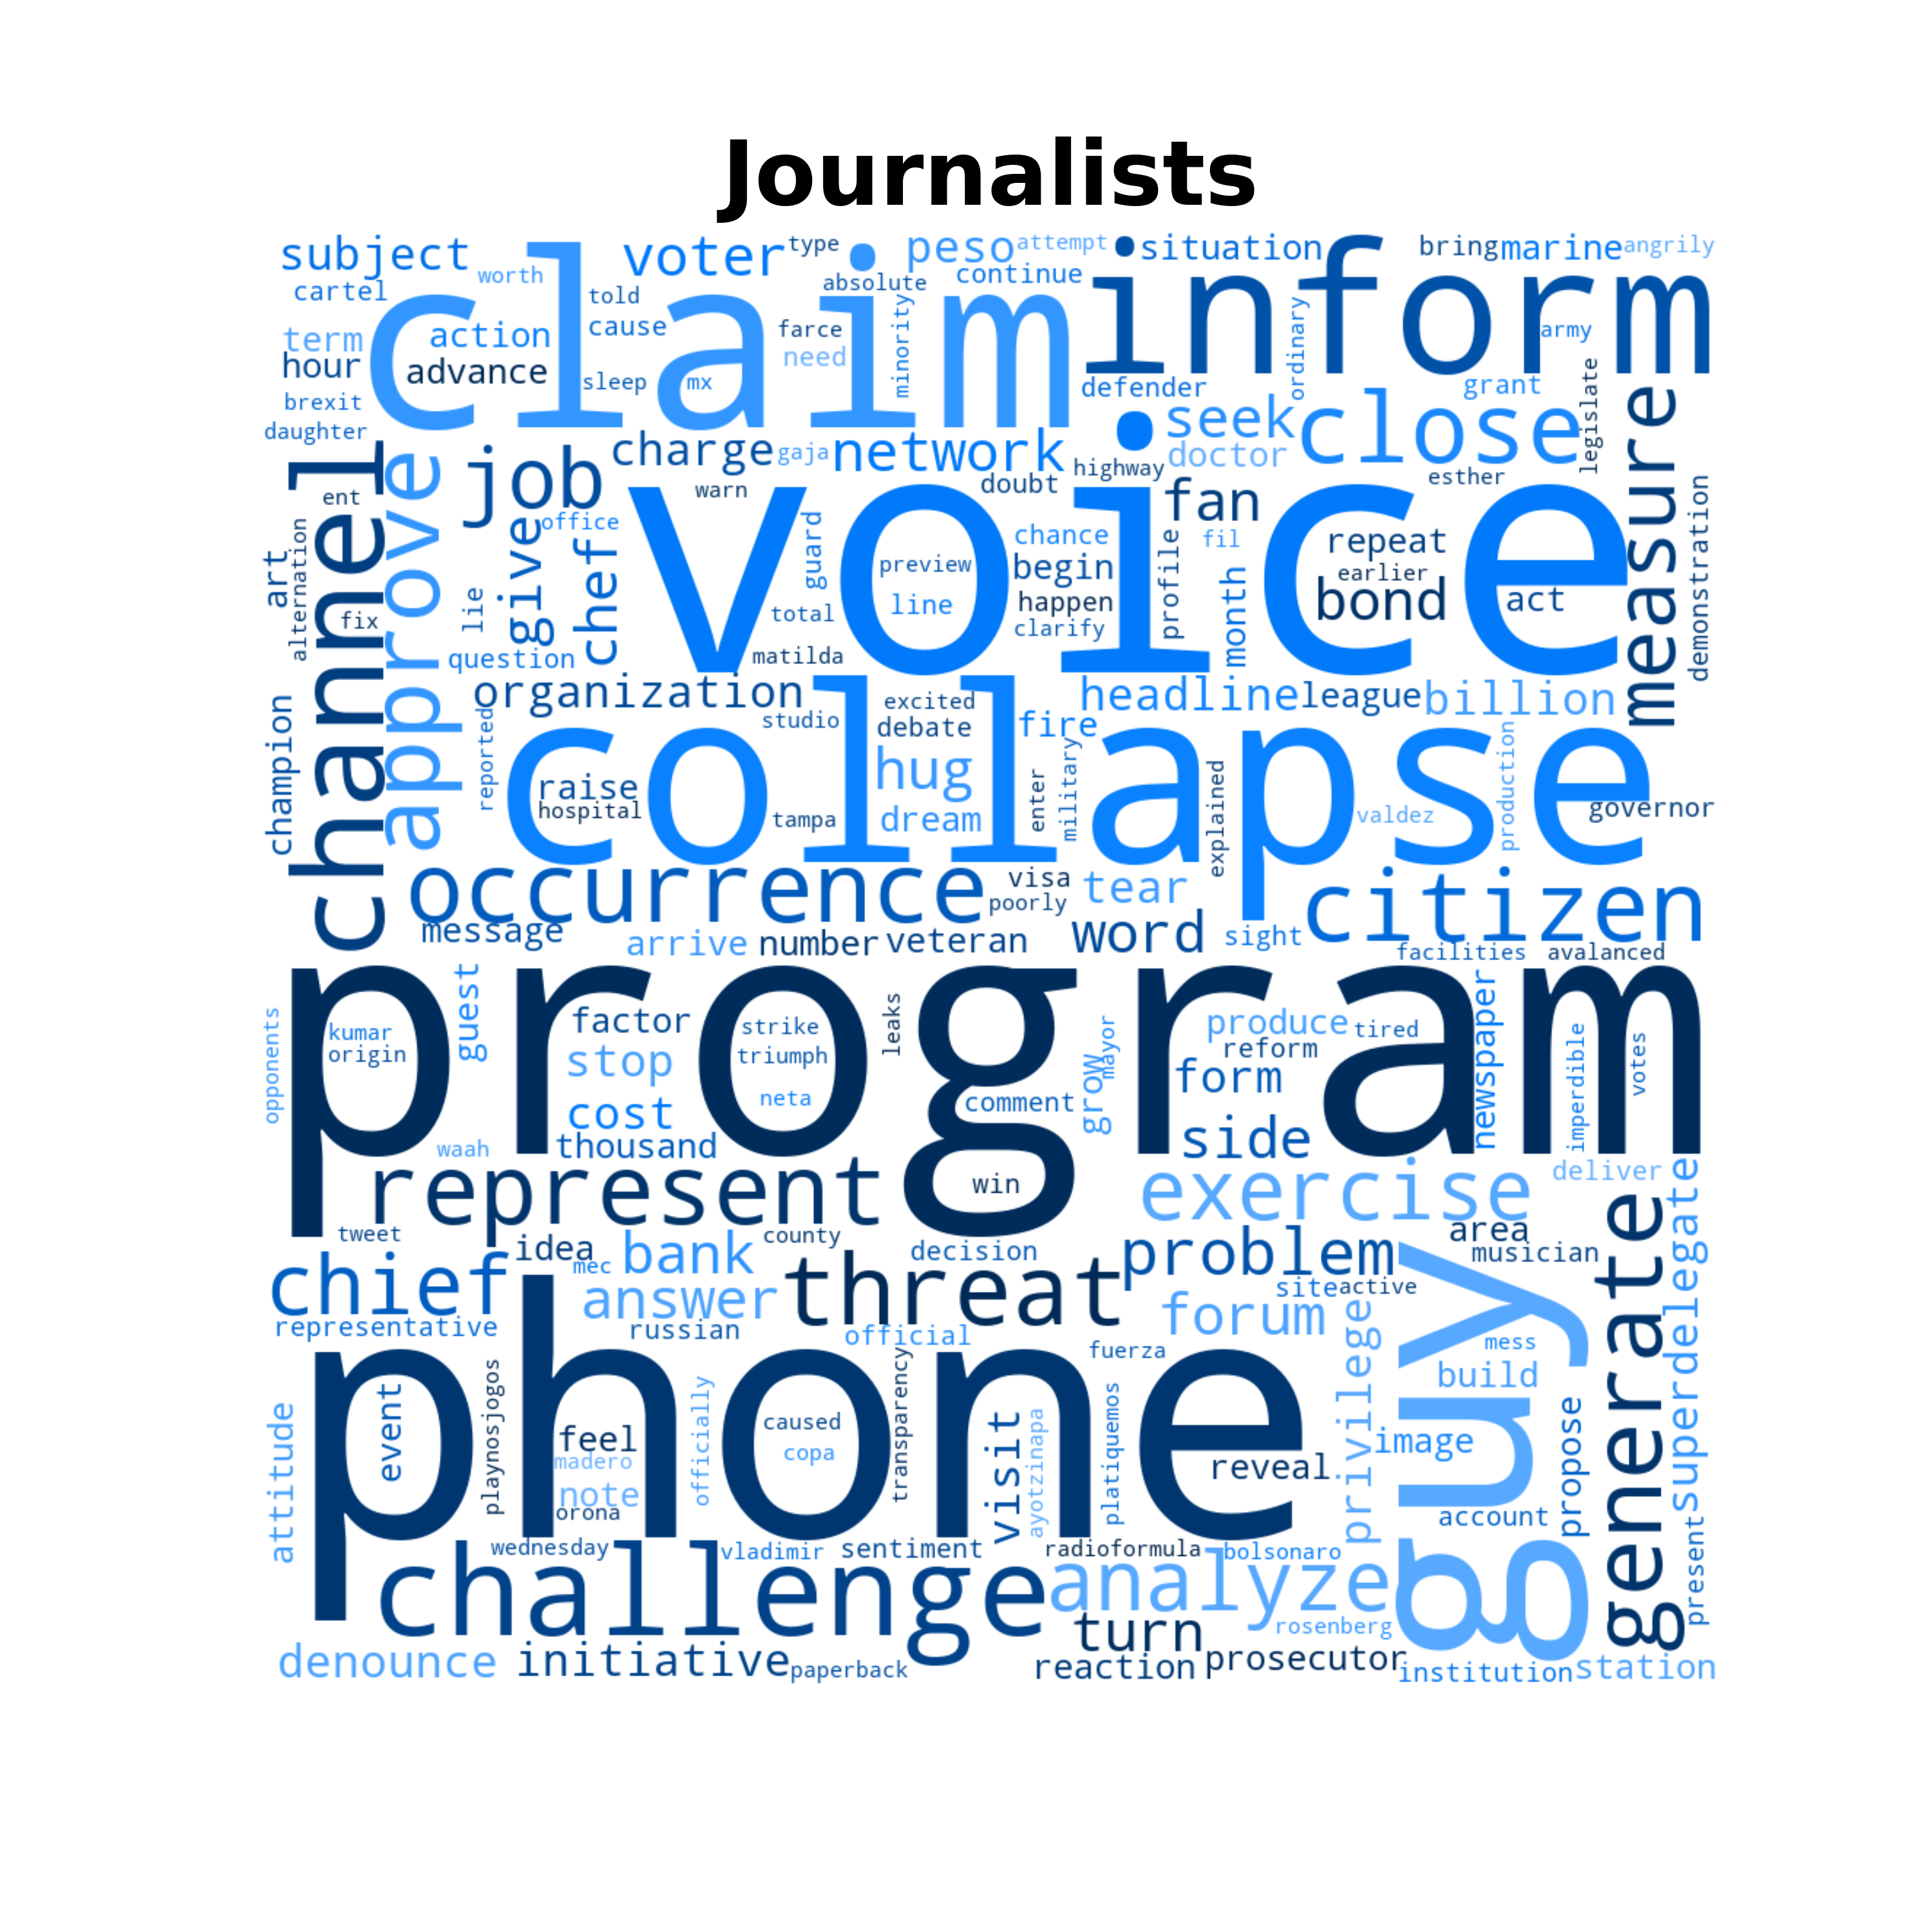 Journalists
subject
worth
voter
type
peso
attempt
situation
bring
marine
angrily
cartel
claim
told
absolute
continue
inform
term
action
cause
farce
minority
ordinary
army
hour
advance
need
sleep
mx
defender
grant
legislate
brexit
daughter
seek
close
measure
channel
approve
job
charge
gaja
network
highway
doctor
esther
ent
warn
doubt
fan
demonstration
art
alternation
office
give
chef
voice
guard
preview
chance
fil
repeat
begin
earlier
profile
month
bond
act
fix
lie
total
line
happen
clarify
question
matilda
organization
headline
league
billion
champion
reported
studio
excited
debate
fire
collapse
hug
military
enter
explained
production
raise
hospital
tampa
dream
valdez
governor
occurrence
visa
poorly
tear
citizen
message
arrive
number
veteran
word
sight
facilities
avalanced
program
opponents
kumar
origin
guest
factor
strike
leaks
stop
triumph
neta
cost
comment
grow
mayor
produce
tired
reform
form
newspaper
imperdible
votes
waah
thousand
side
represent
win
exercise
deliver
tweet
idea
mec
bank
county
decision
problem
area
musician
generate
superdelegate
chief
answer
threat
site
active
representative
russian
official
forum
guy
fuerza
privilege
mess
build
phone
attitude
event
playnosjogos
feel
madero
note
orona
officially
caused
copa
transparency
visit
ayotzinapa
platiquemos
reveal
image
propose
account
present
wednesday
vladimir
sentiment
radioformula
bolsonaro
challenge
analyze
turn
rosenberg
denounce
initiative
paperback
reaction
prosecutor
institution
station